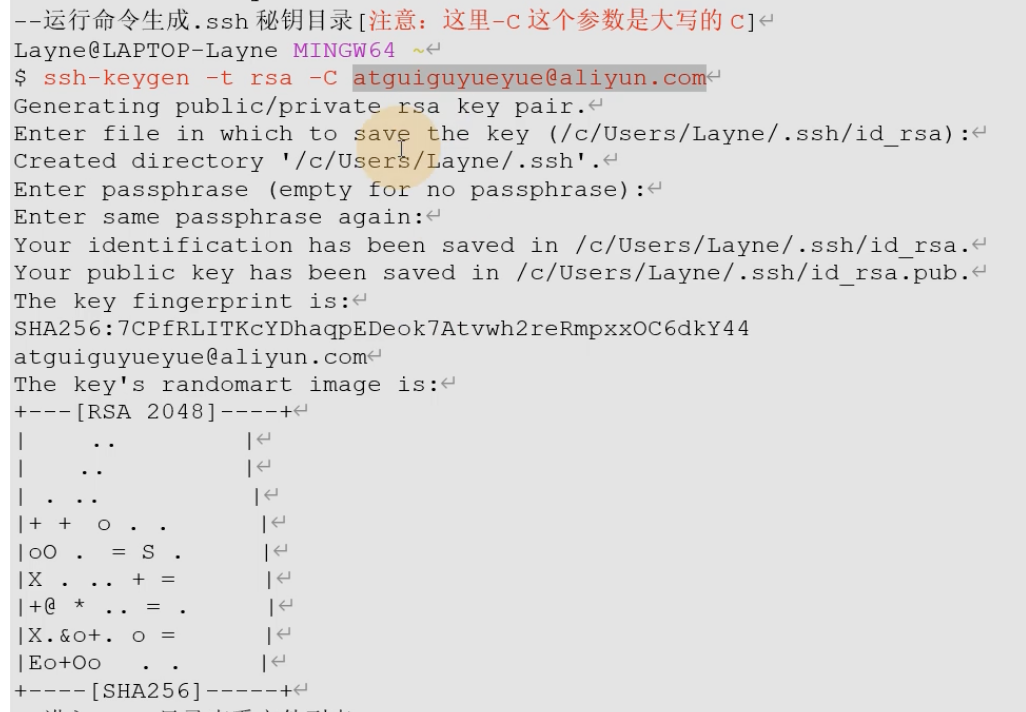 --运行命令生成.ssh 秘钥目录[注意：这里-C 这个参数是大写的 C]↵
Layne@LAPTOP-Layne MINGW64 ~↵
$ ssh-keygen -t rsa -C atguiguyueyue@aliyun.com↵
Generating public/private rsa key pair.↵
Enter file in which to save the key (/c/Users/Layne/.ssh/id_rsa):↵
Created directory '/c/Users/Layne/.ssh'.↵
Enter passphrase (empty for no passphrase):↵
Enter same passphrase again:↵
Your identification has been saved in /c/Users/Layne/.ssh/id_rsa.↵
Your public key has been saved in /c/Users/Layne/.ssh/id_rsa.pub.↵
The key fingerprint is:↵
SHA256:7CPfRLITKcYDhaqpEDeok7Atvwh2reRmpxxOC6dkY44
atguiguyueyue@aliyun.com↵
The key's randomart image is:↵
+---[RSA 2048]----+↵
|     ..          |↵
|    ..           |↵
| . ..            |↵
|+ +  o . .       |↵
|oO .  = S .      |↵
|X . .. + =       |↵
|+@ * .. = .      |↵
|X.&o+. o =       |↵
|Eo+Oo   . .      |↵
+----[SHA256]-----+↵